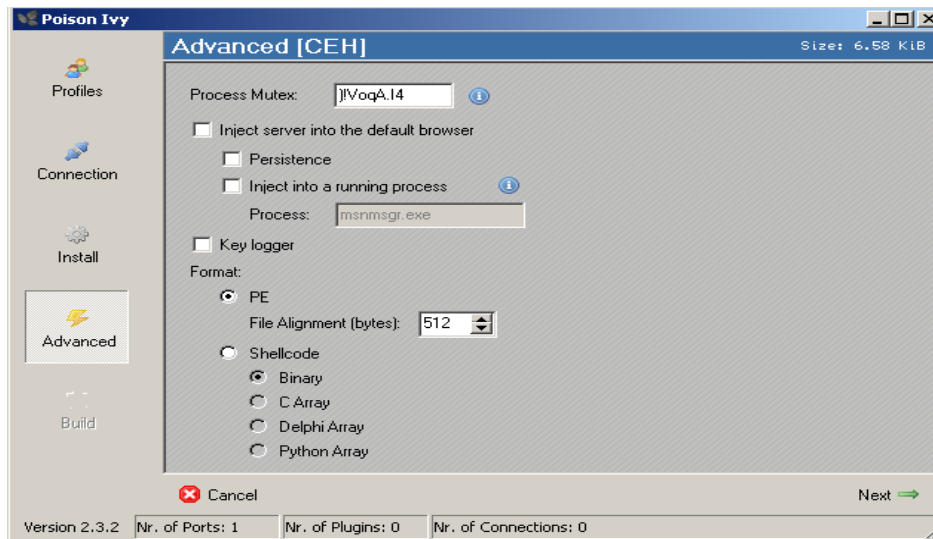 Poison Ivy
Advanced [CEH] Size: 6.58 KiB
Profiles
Process Mutex: )!VoqA.I4
Inject server into the default browser
Persistence
Connection
Inject into a running process
Process: msnmsgr.exe
Key logger
Install
Format:
PE
File Alignment (bytes): 512
Advanced
Shellcode
Binary
C Array
Build
Delphi Array
Python Array
Cancel Next
Version 2.3.2 Nr. of Ports: 1 Nr. of Plugins: 0 Nr. of Connections: 0